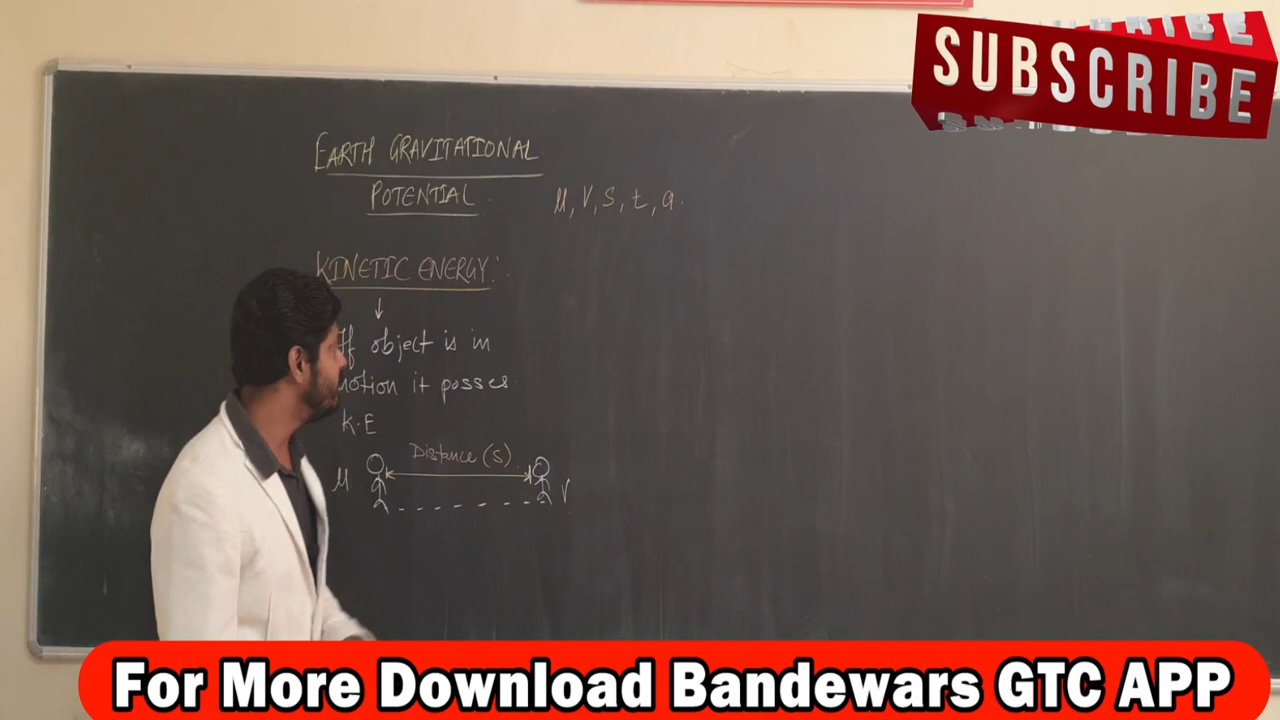 SUBSCRIBE
EARTH GRAVITATIONAL
POTENTIAL.
u, V, S, t, a.
KINETIC ENERGY:
If object is in
motion it posses
K.E
Distance (S)
u
V
For More Download Bandewars GTC APP